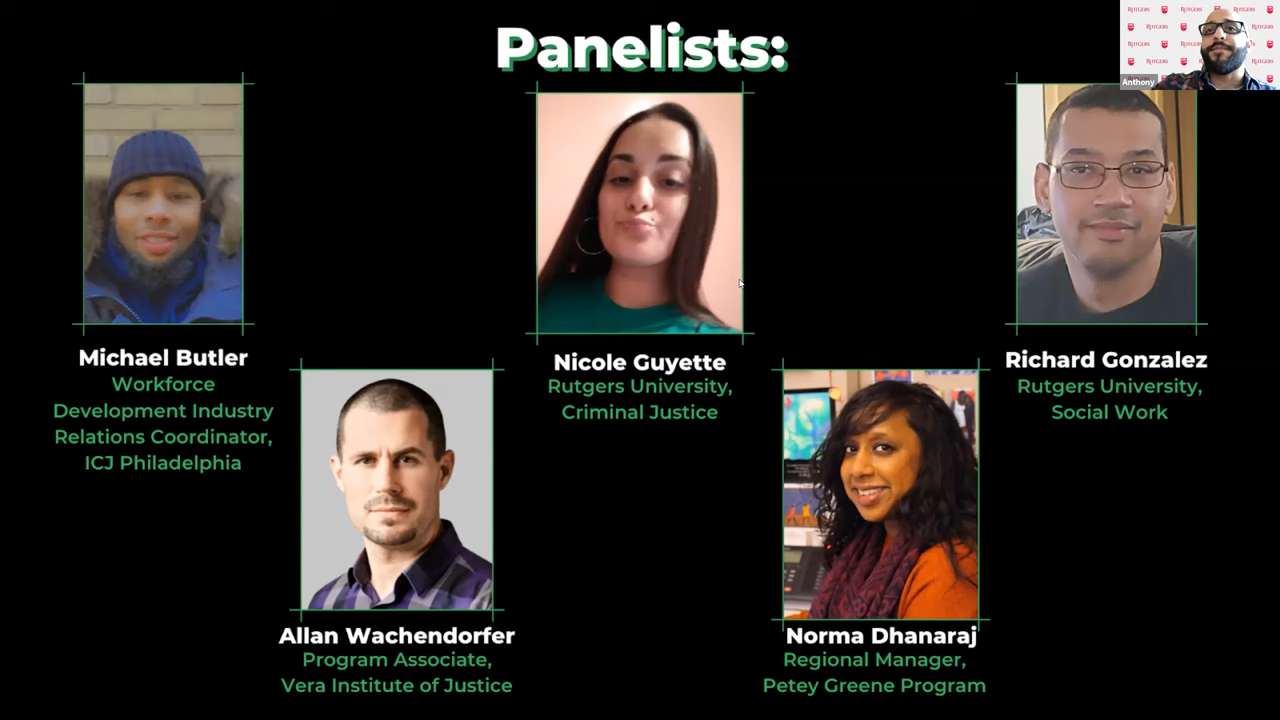 Panelists:
RUTGERS
Anthony
Michael Butler
Workforce
Development Industry
Relations Coordinator,
ICJ Philadelphia
Nicole Guyette
Rutgers University,
Criminal Justice
Richard Gonzalez
Rutgers University,
Social Work
Allan Wachendorfer
Program Associate,
Vera Institute of Justice
Norma Dhanaraj
Regional Manager,
Petey Greene Program